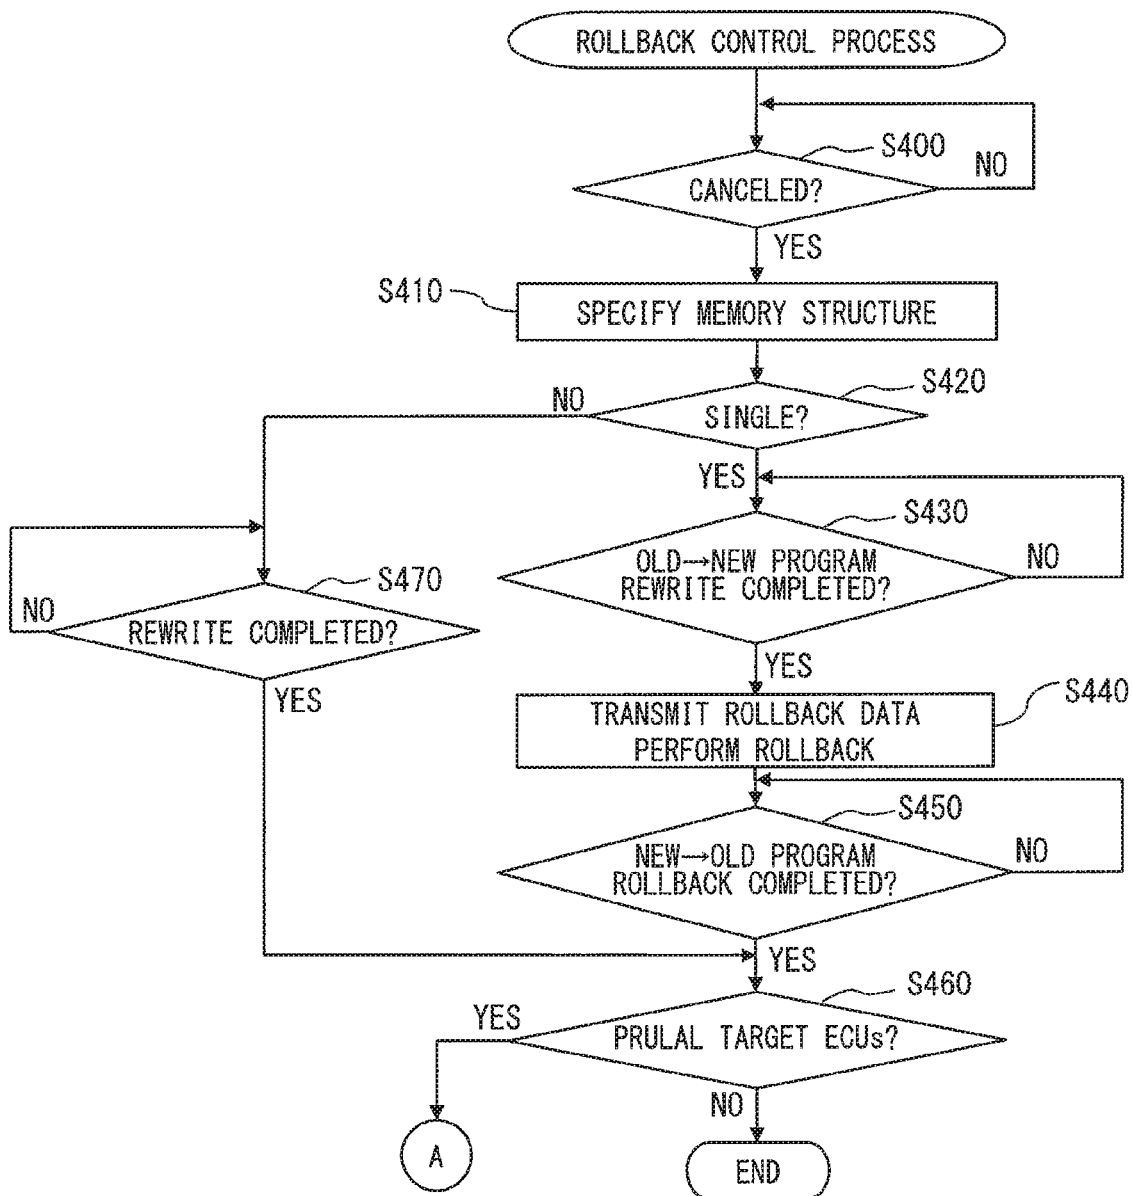 ROLLBACK CONTROL PROCESS
S400
CANCELED?
NO
YES
S410
SPECIFY MEMORY STRUCTURE
S420
NO
SINGLE?
YES
S430
OLD→NEW PROGRAM
REWRITE COMPLETED?
NO
S470
NO
REWRITE COMPLETED?
YES
YES
S440
TRANSMIT ROLLBACK DATA
PERFORM ROLLBACK
S450
NEW→OLD PROGRAM
ROLLBACK COMPLETED?
NO
YES
S460
YES
PRULAL TARGET ECUs?
NO
A
END